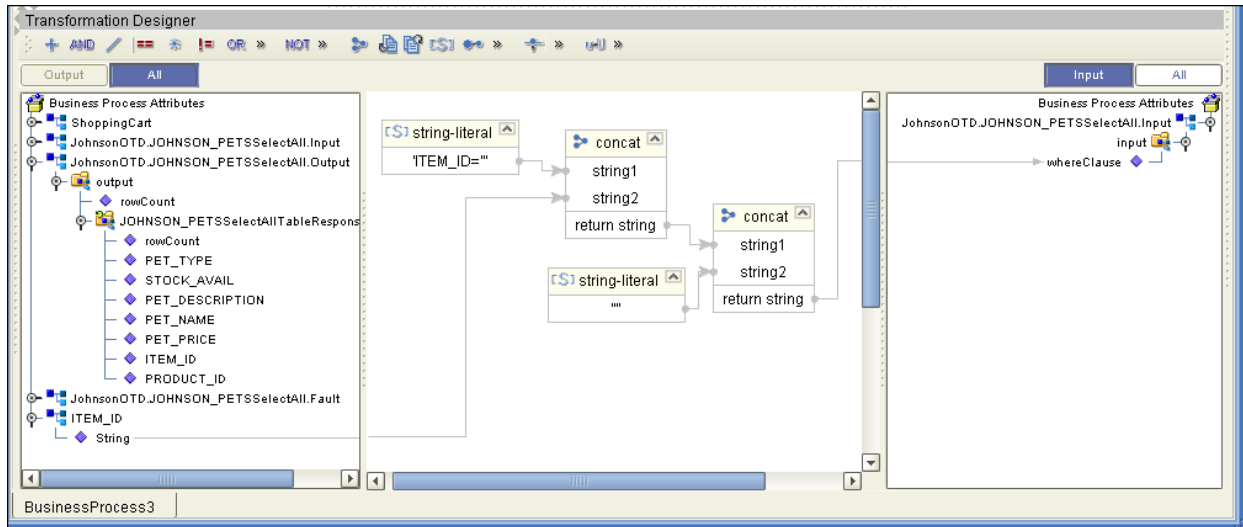 Transformation Designer
AND == != OR » NOT » [S] » » »
Output All Input All
Business Process Attributes
ShoppingCart
JohnsonOTD.JOHNSON_PETSSelectAll.Input
JohnsonOTD.JOHNSON_PETSSelectAll.Output
output
rowCount
JOHNSON_PETSSelectAllTableRespons
rowCount
PET_TYPE
STOCK_AVAIL
PET_DESCRIPTION
PET_NAME
PET_PRICE
ITEM_ID
PRODUCT_ID
JohnsonOTD.JOHNSON_PETSSelectAll.Fault
ITEM_ID
String
[S] string-literal
'ITEM_ID='"
concat
string1
string2
return string
[S] string-literal
""'
concat
string1
string2
return string
Business Process Attributes
JohnsonOTD.JOHNSON_PETSSelectAll.Input
input
whereClause
BusinessProcess3